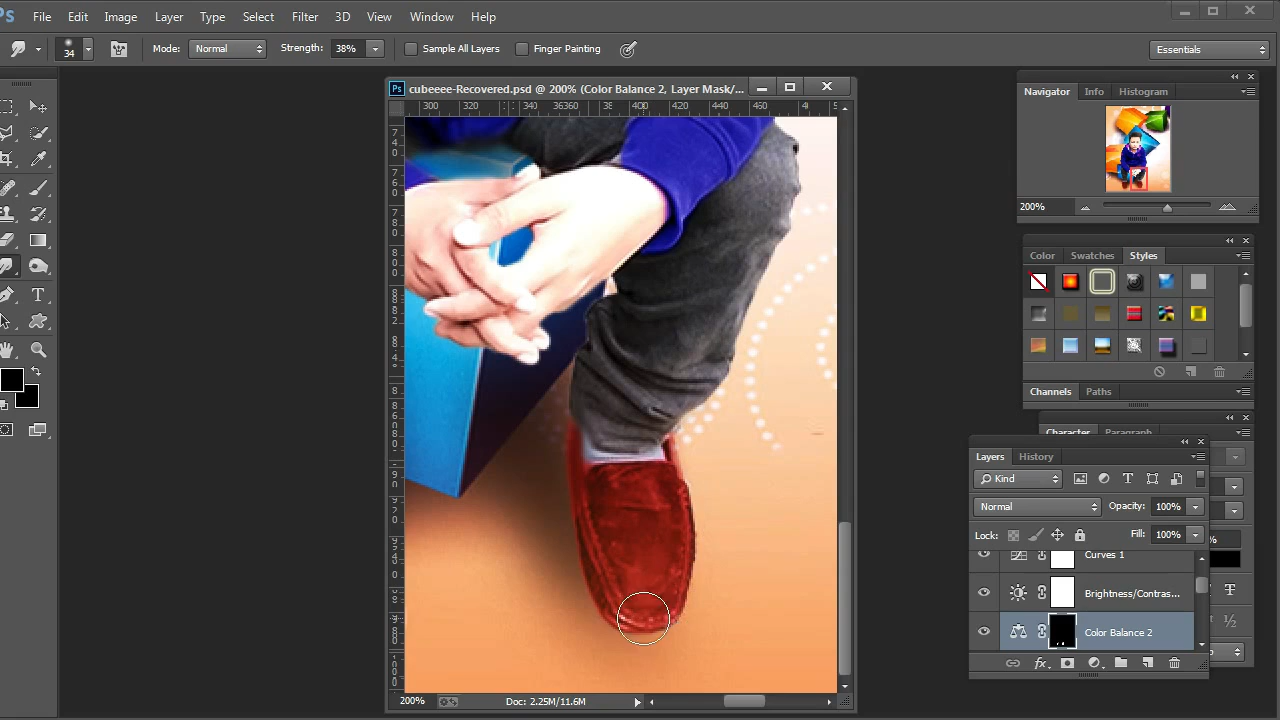 Ps File Edit Image Layer Type Select Filter 3D View Window Help
34 Mode: Normal Strength: 38% Sample All Layers Finger Painting Essentials
Ps cubeeee-Recovered.psd @ 200% (Color Balance 2, Layer Mask/...
300 320 340 360 380 400 420 440 460
Navigator Info Histogram
200%
Color Swatches Styles
Channels Paths
Character Paragraph
Layers History
Kind
Normal Opacity: 100%
Lock: Fill: 100%
Curves 1
Brightness/Contras...
Color Balance 2
fx
200% Doc: 2.25M/11.6M